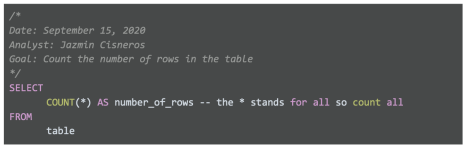 /*
Date: September 15, 2020
Analyst: Jazmin Cisneros
Goal: Count the number of rows in the table
*/
SELECT
COUNT(*) AS number_of_rows -- the * stands for all so count all
FROM
table